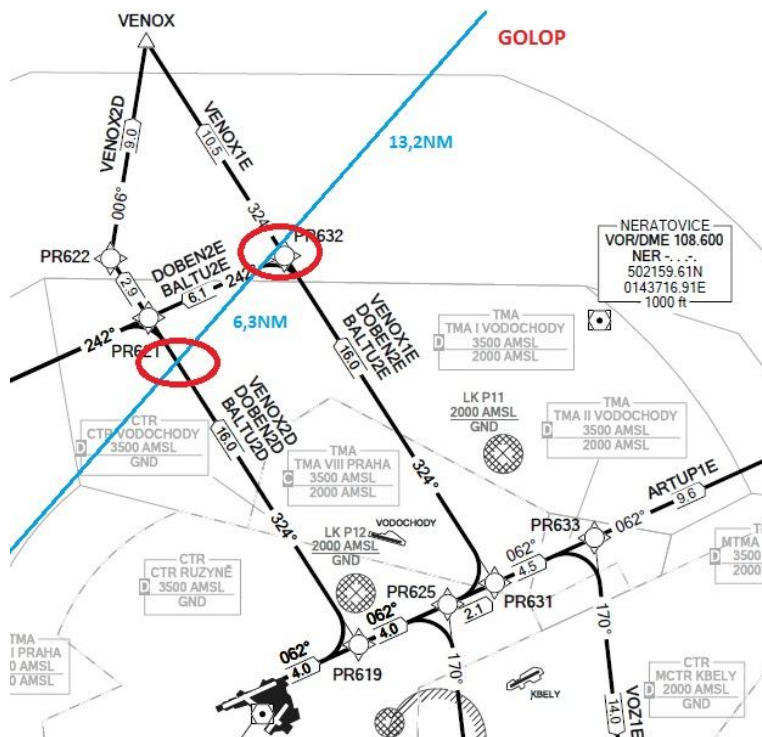 VENOX
GOLOP
VENOX2D
9.0
006°
VENOX1E
10.5
324°
13,2NM
PR632
NERATOVICE
VOR/DME 108.600
NER -. . -.
502159.61N
0143716.91E
1000 ft
PR622
2.9
DOBEN2E
BALTU2E
242°
6.1
242°
PR621
6,3NM
VENOX1E
DOBEN2E
BALTU2E
16.0
324°
TMA
TMA I VODOCHODY
D
3500 AMSL
2000 AMSL
VENOX2D
DOBEN2D
BALTU2D
16.0
324°
CTR
CTR VODOCHODY
D
3500 AMSL
GND
LK P11
2000 AMSL
GND
TMA
TMA II VODOCHODY
D
3500 AMSL
2000 AMSL
TMA
TMA VIII PRAHA
C
3500 AMSL
2000 AMSL
ARTUP1E
9.6
062°
PR633
LK P12
2000 AMSL
GND
VODOCHODY
CTR
CTR RUZYNĚ
D
3500 AMSL
GND
MTMA
D
3500
2000
062°
4.5
PR631
PR625
2.1
062°
4.0
PR619
062°
4.0
170°
170°
TMA
I PRAHA
0 AMSL
0 AMSL
KBELY
CTR
MCTR KBELY
D
2000 AMSL
GND
VOZ1E
14.0